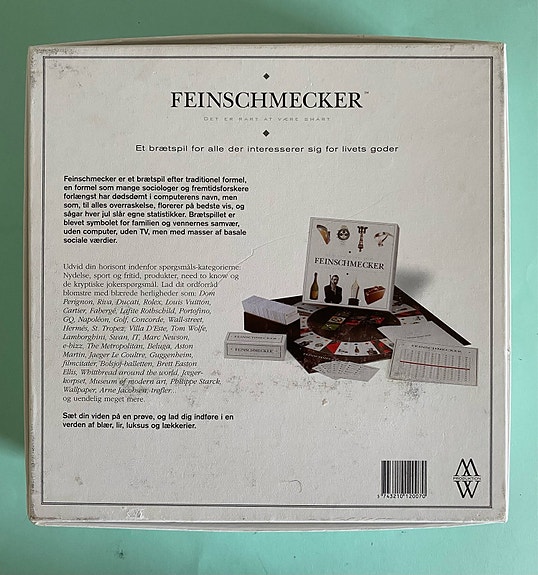 FEINSCHMECKER™
DET ER RART AT VÆRE SMART
Et brætspil for alle der interesserer sig for livets goder
Feinschmecker er et brætspil efter traditionel formel,
en formel som mange sociologer og fremtidsforskere
forlængst har dødsdømt i computerens navn, men
som, til alles overraskelse, florerer på bedste vis, og
sågar hver jul slår egne statistikker. Brætspillet er
blevet symbolet for familien og vennernes samvær,
uden computer, uden TV, men med masser af basale
sociale værdier.
Udvid din horisont indenfor spørgsmåls-kategorierne:
Nydelse, sport og fritid, produkter, need to know og
de kryptiske jokerspørgsmål. Lad dit ordforråd
blomstre med blærede herligheder som: Dom
Perignon, Riva, Ducati, Rolex, Louis Vuitton,
Cartier, Fabergé, Lafite Rothschild, Portofino,
GQ, Napoléon, Golf, Concorde, Wall-street,
Hermés, St. Tropez, Villa D'Este, Tom Wolfe,
Lamborghini, Swan, IT, Marc Newson,
e-bizz, The Metropolitan, Beluga, Aston
Martin, Jaeger Le Coultre, Guggenheim,
filmcitater, Bolsjoj-balletten, Brett Easton
Ellis, Whitbread around the world, Jæger-
korpset, Museum of modern art, Philippe Starck,
Wallpaper, Arne Jacobsen, trøfler...
og uendelig meget mere.
Sæt din viden på en prøve, og lad dig indføre i en
verden af blær, lir, luksus og lækkerier.
FEINSCHMECKER
FEINSCHMECKER
FEINSCHMECKER
FEINSCHMECKER
5 743210 120070
M
PRODUKTION
W